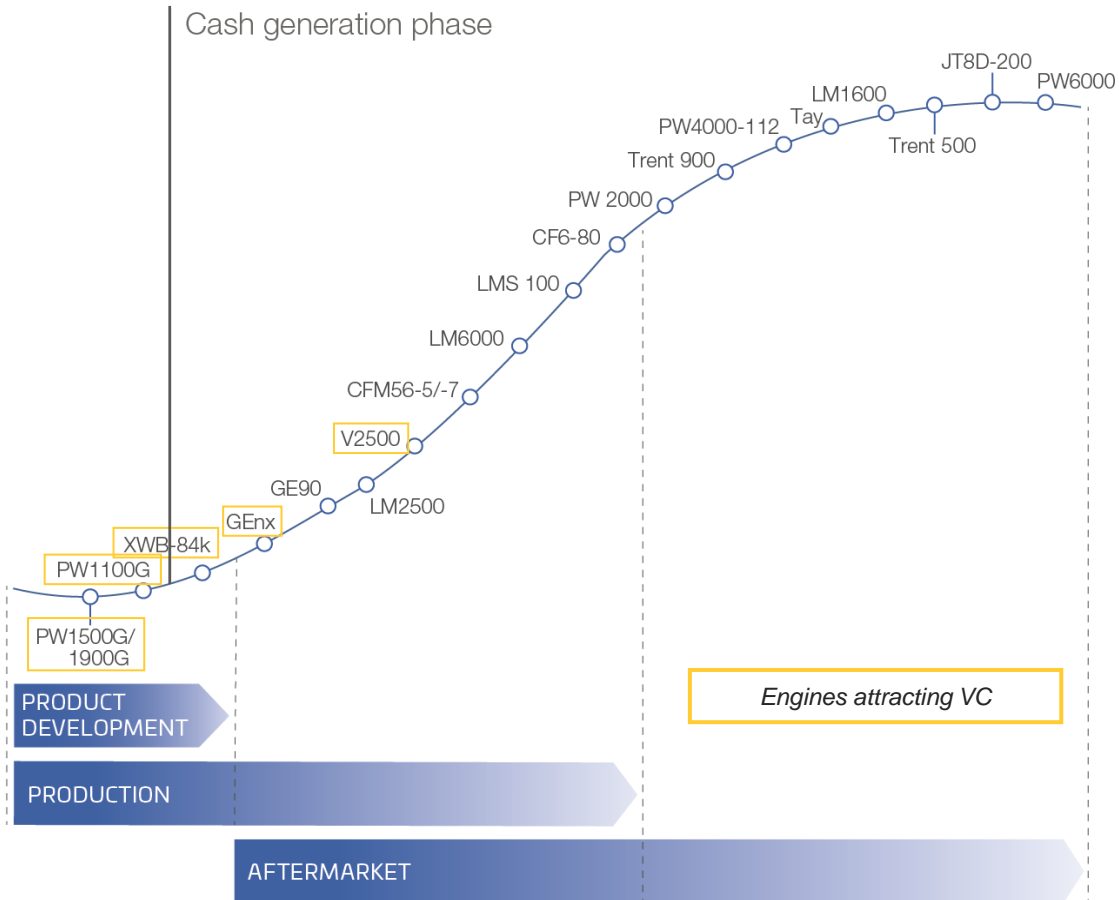 Cash generation phase
JT8D-200
PW6000
LM1600
Tay
PW4000-112
Trent 500
Trent 900
PW 2000
CF6-80
LMS 100
LM6000
CFM56-5/-7
V2500
GE90
LM2500
GEnx
XWB-84k
PW1100G
PW1500G/
1900G
PRODUCT
DEVELOPMENT
Engines attracting VC
PRODUCTION
AFTERMARKET